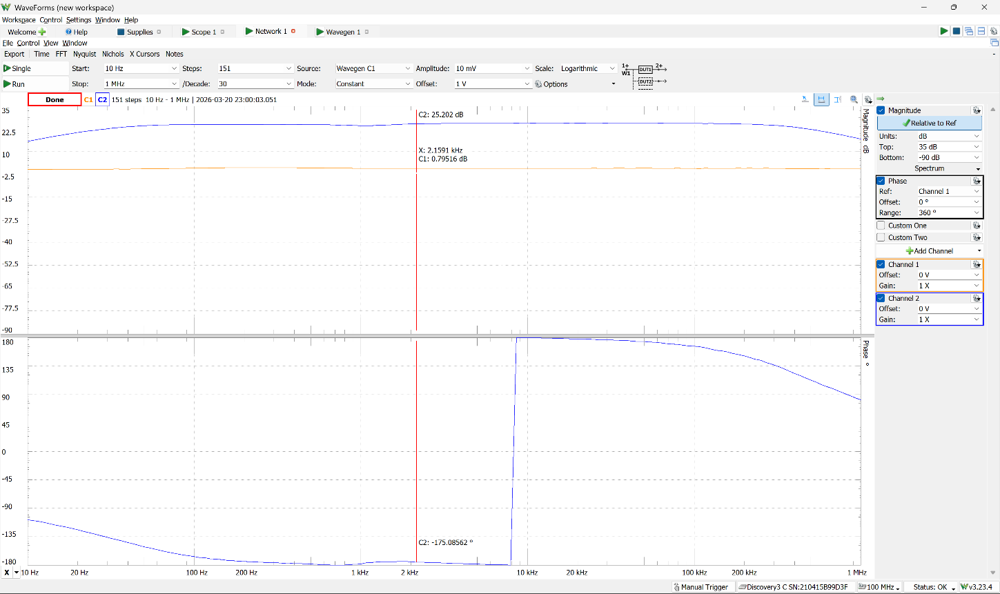 WaveForms (new workspace)
Workspace Control Settings Window Help
Welcome Help Supplies Scope 1 Network 1 Wavegen 1
File Control View Window
Export Time FFT Nyquist Nichols X Cursors Notes
Single Start: 10 Hz Steps: 151 Source: Wavegen C1 Amplitude: 10 mV Scale: Logarithmic 1+ W1 DUT1 2+
Run Stop: 1 MHz /Decade: 30 Mode: Constant Offset: 1 V Options DUT2
Done C1 C2 151 steps 10 Hz - 1 MHz | 2026-03-20 23:00:03.051
35
22.5
10
-2.5
-15
-27.5
-40
-52.5
-65
-77.5
-90
C2: 25.202 dB
X: 2.1591 kHz
C1: 0.79516 dB
Magnitude dB
180
135
90
45
0
-45
-90
-135
-180
C2: -175.08562 º
Phase º
X 10 Hz 20 Hz 100 Hz 200 Hz 1 kHz 2 kHz 10 kHz 20 kHz 100 kHz 200 kHz 1 MHz
Magnitude
Relative to Ref
Units: dB
Top: 35 dB
Bottom: -90 dB
Spectrum
Phase
Ref: Channel 1
Offset: 0 º
Range: 360 º
Custom One
Custom Two
Add Channel
Channel 1
Offset: 0 V
Gain: 1 X
Channel 2
Offset: 0 V
Gain: 1 X
Manual Trigger Discovery3 C SN:210415B99D3F 100 MHz Status: OK v3.23.4